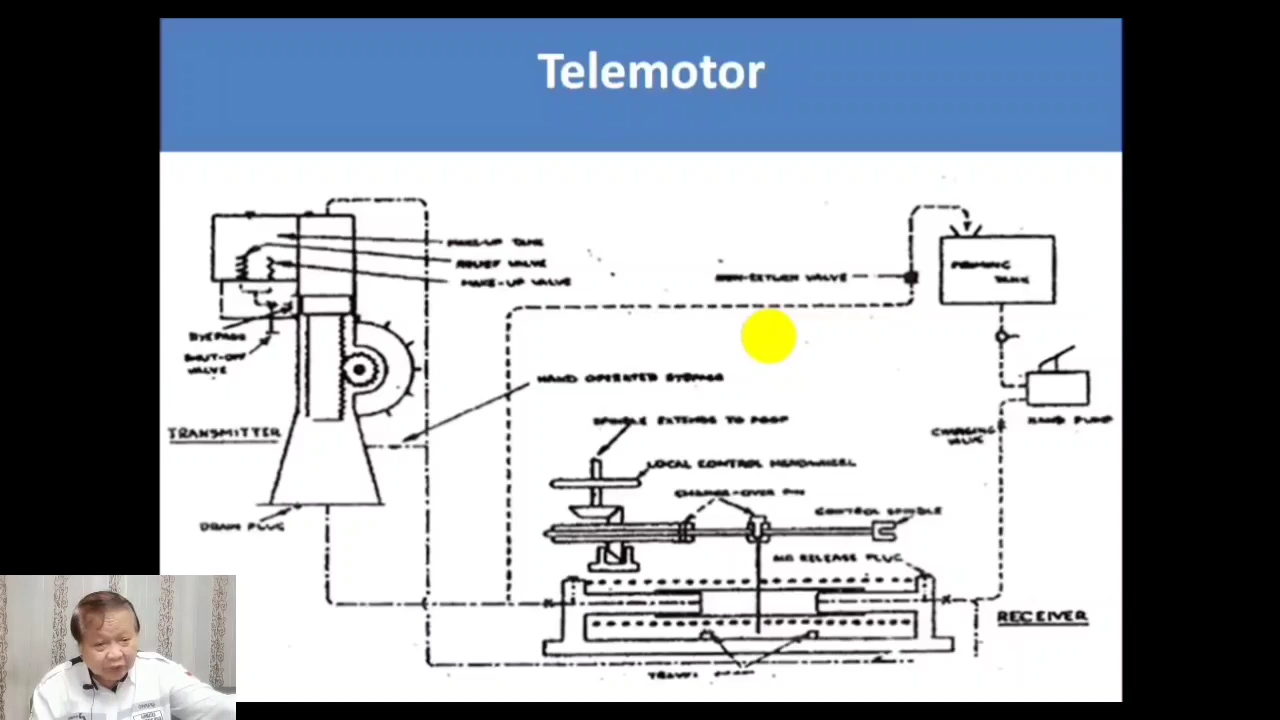 Telemotor
MAKE-UP TANK
RELIEF VALVE
MAKE-UP VALVE
NON-RETURN VALVE
PRIMING
TANK
BYEPASS
SHUT-OFF
VALVE
HAND OPERATED BYEPASS
TRANSMITTER
SPINDLE EXTENDS TO POOP
CHARGING
VALVE
HAND PUMP
LOCAL CONTROL HANDWHEEL
CHANGE-OVER PIN
CONTROL SPINDLE
DRAIN PLUG
AIR RELEASE PLUG
RECEIVER